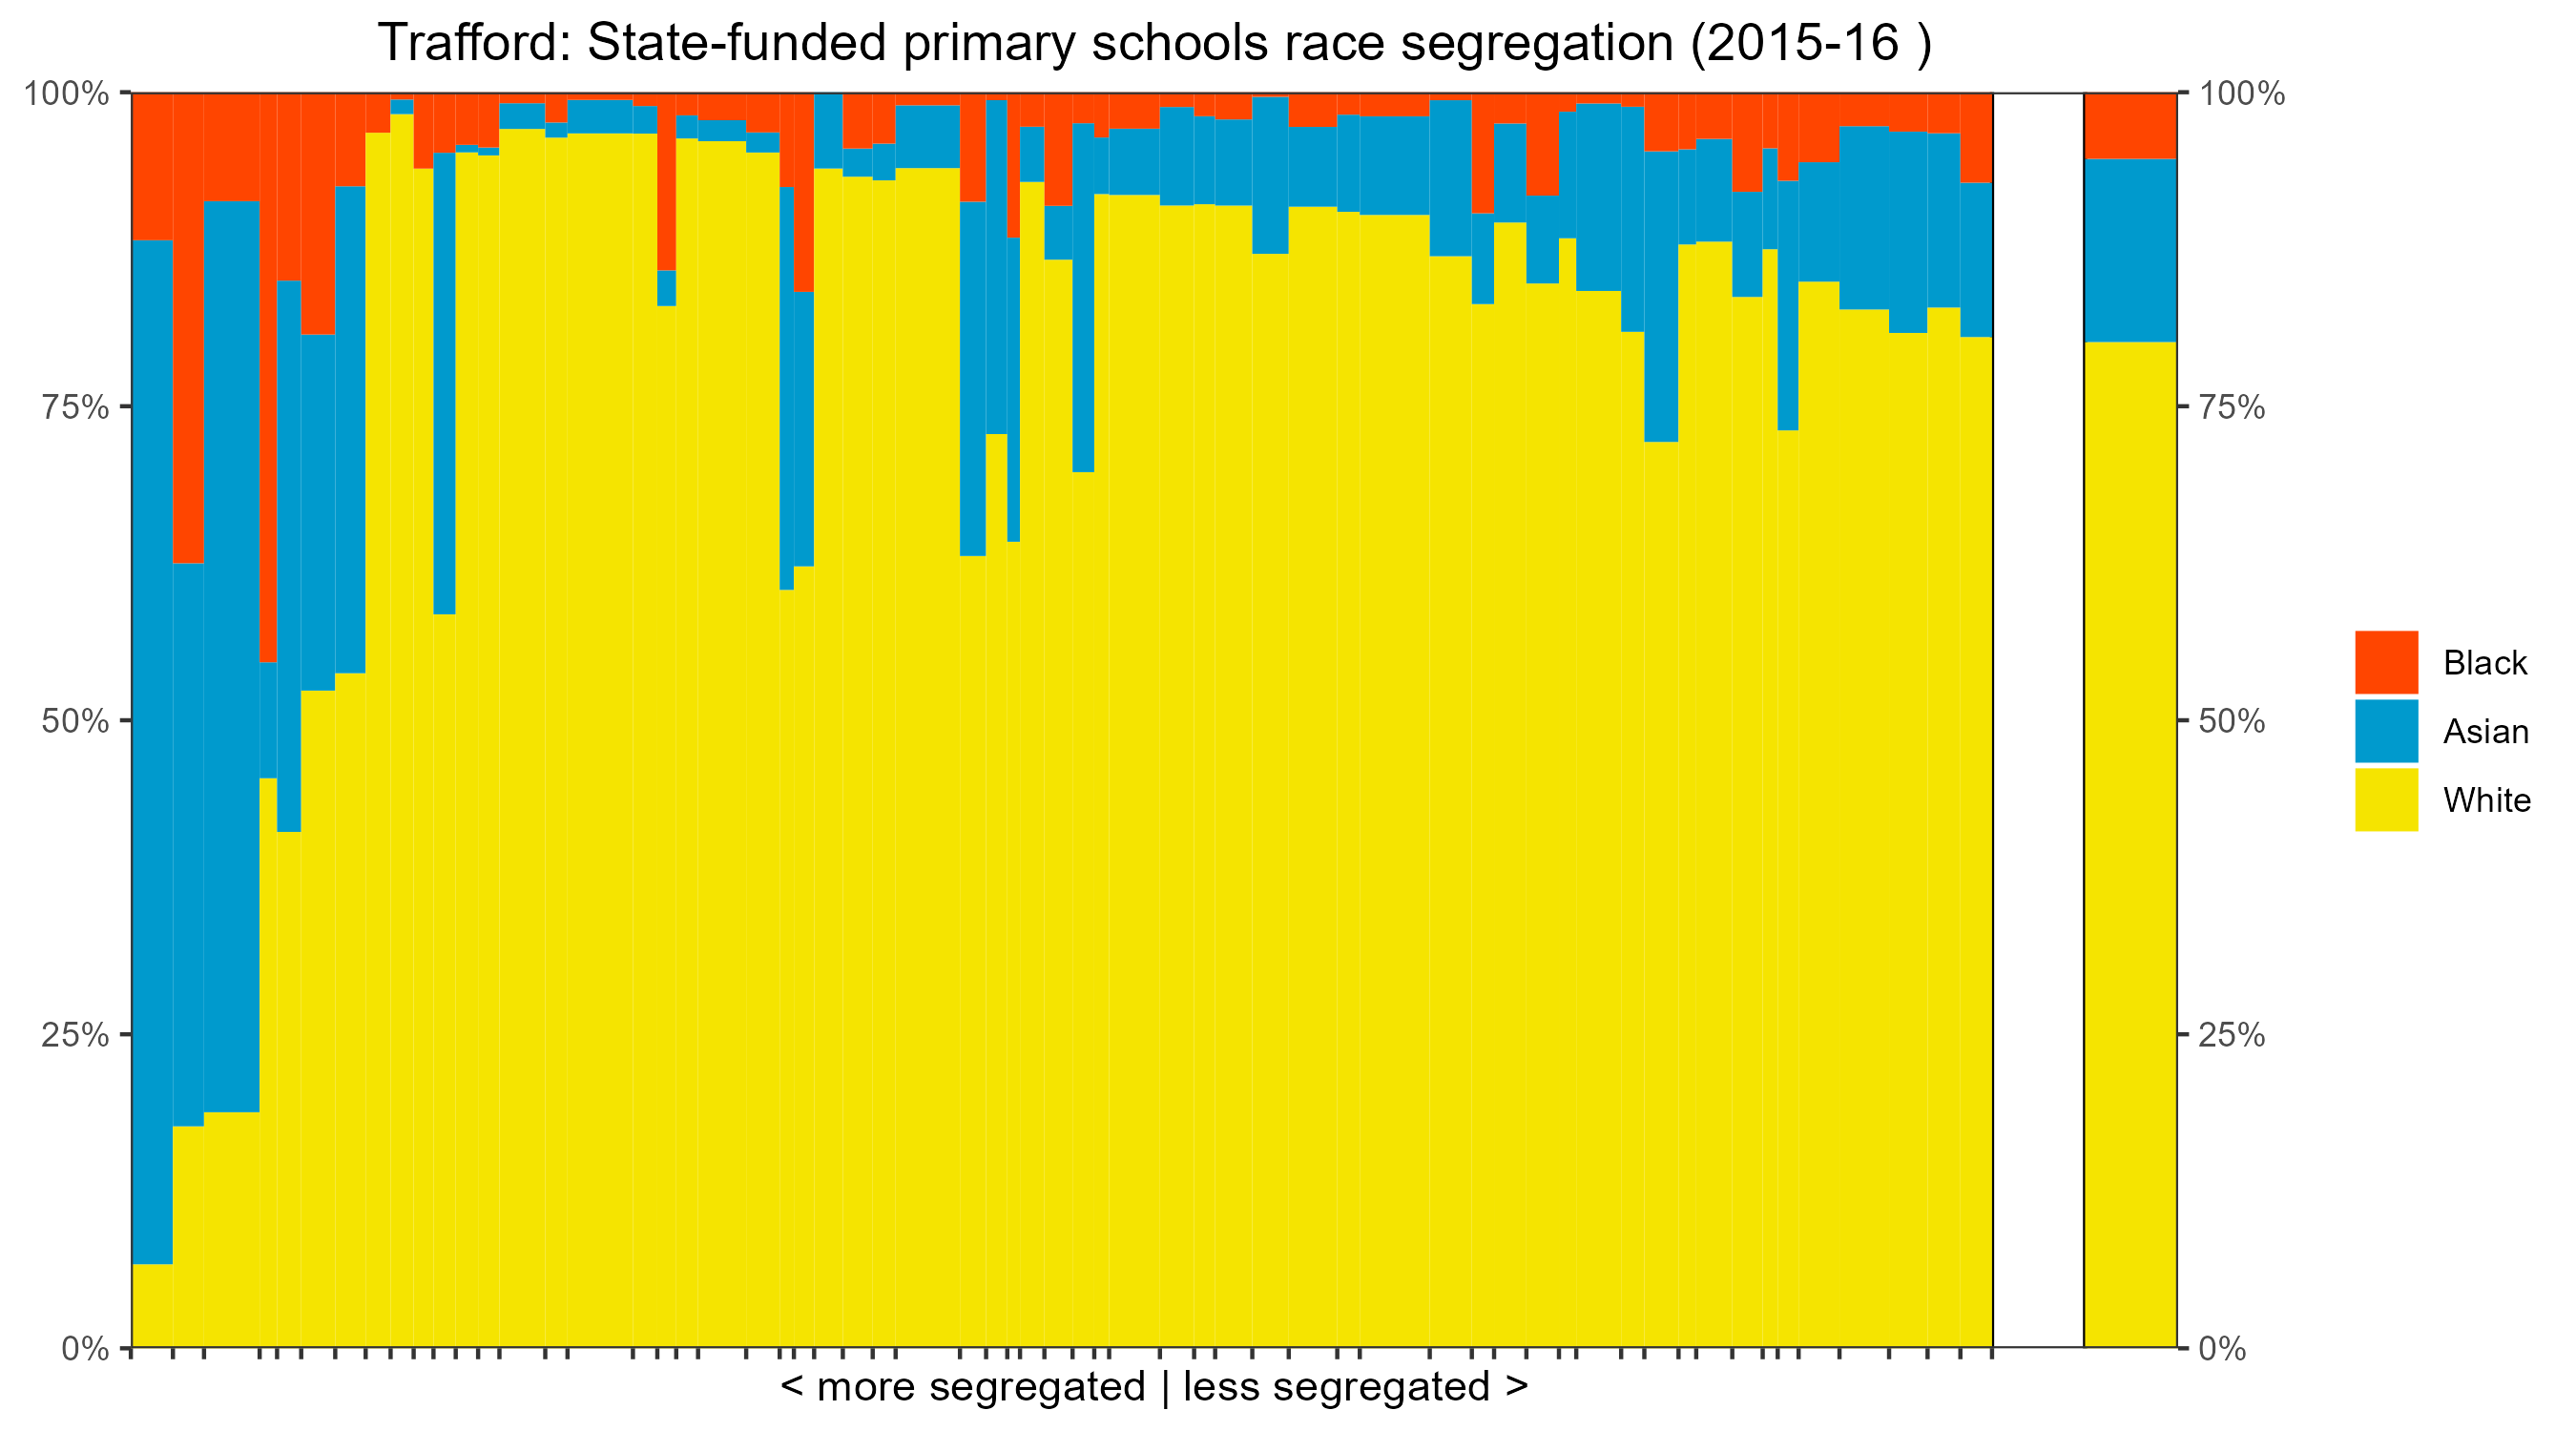 Trafford: State-funded primary schools race segregation (2015-16 )
100%
75%
50%
25%
0%
100%
75%
50%
25%
0%
Black
Asian
White
< more segregated | less segregated >